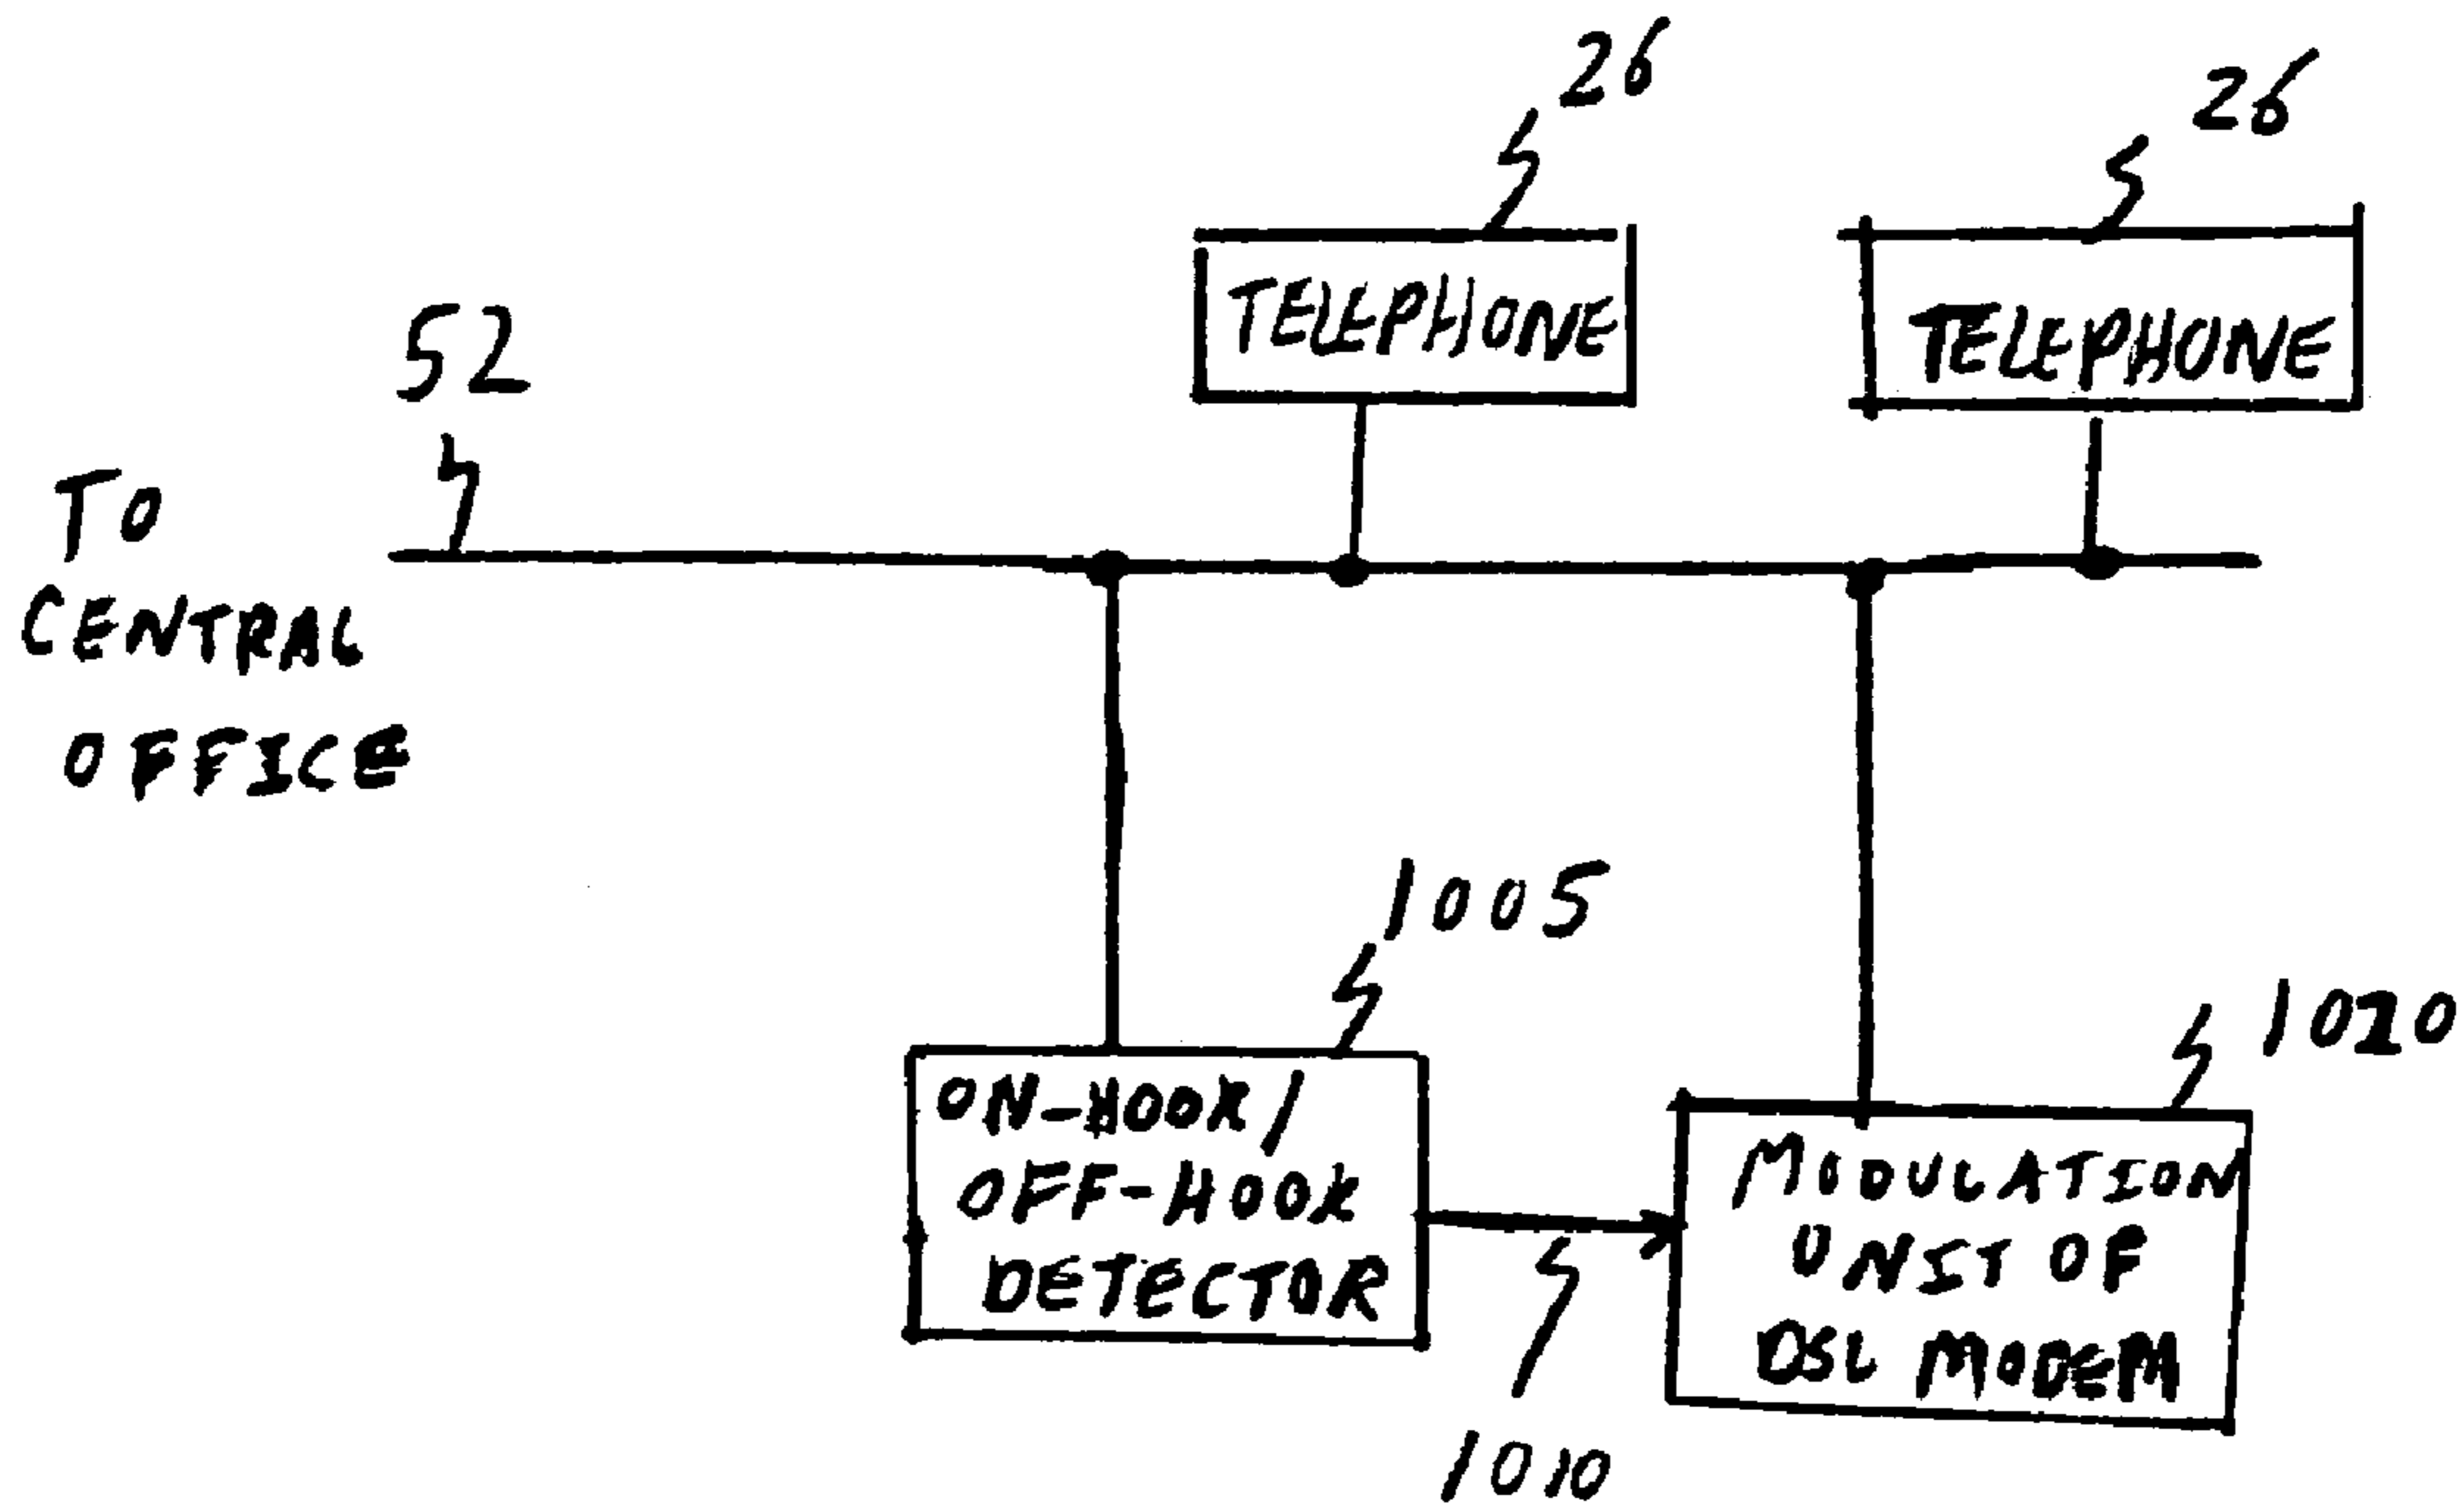 26
26
TELEPHONE
TELEPHONE
52
TO
CENTRAL
OFFICE
1005
1020
ON-HOOK/
OFF-HOOK
DETECTOR
MODULATION
UNIT OF
DSL MODEM
1010